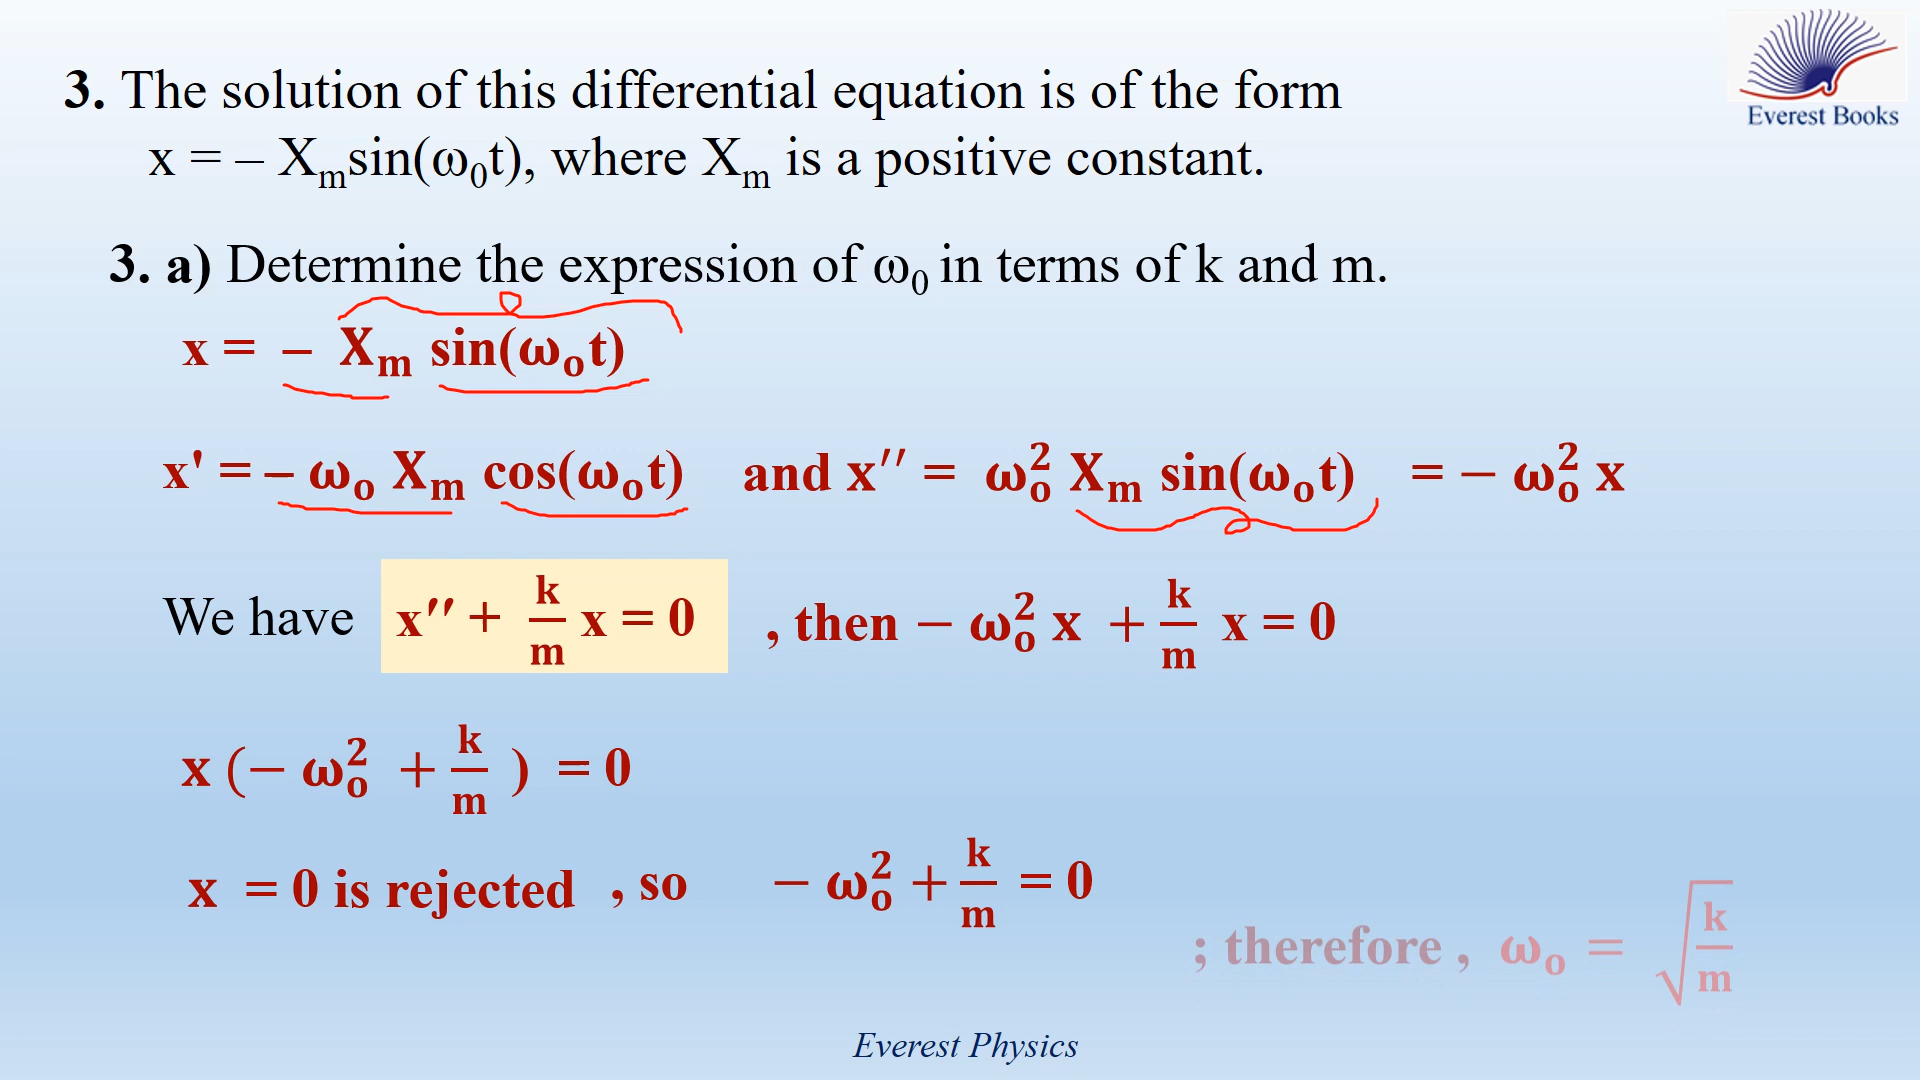 Everest Books
3. The solution of this differential equation is of the form
x = – Xₘsin(ω₀t), where Xₘ is a positive constant.
3. a) Determine the expression of ω₀ in terms of k and m.
x = – Xₘ sin(ωₒt)
x' = – ωₒ Xₘ cos(ωₒt) and x′′ = ωₒ² Xₘ sin(ωₒt) = – ωₒ² x
We have x′′ + k/m x = 0 , then – ωₒ² x + k/m x = 0
x (– ωₒ² + k/m ) = 0
x = 0 is rejected , so – ωₒ² + k/m = 0
; therefore , ωₒ = √(k/m)
Everest Physics